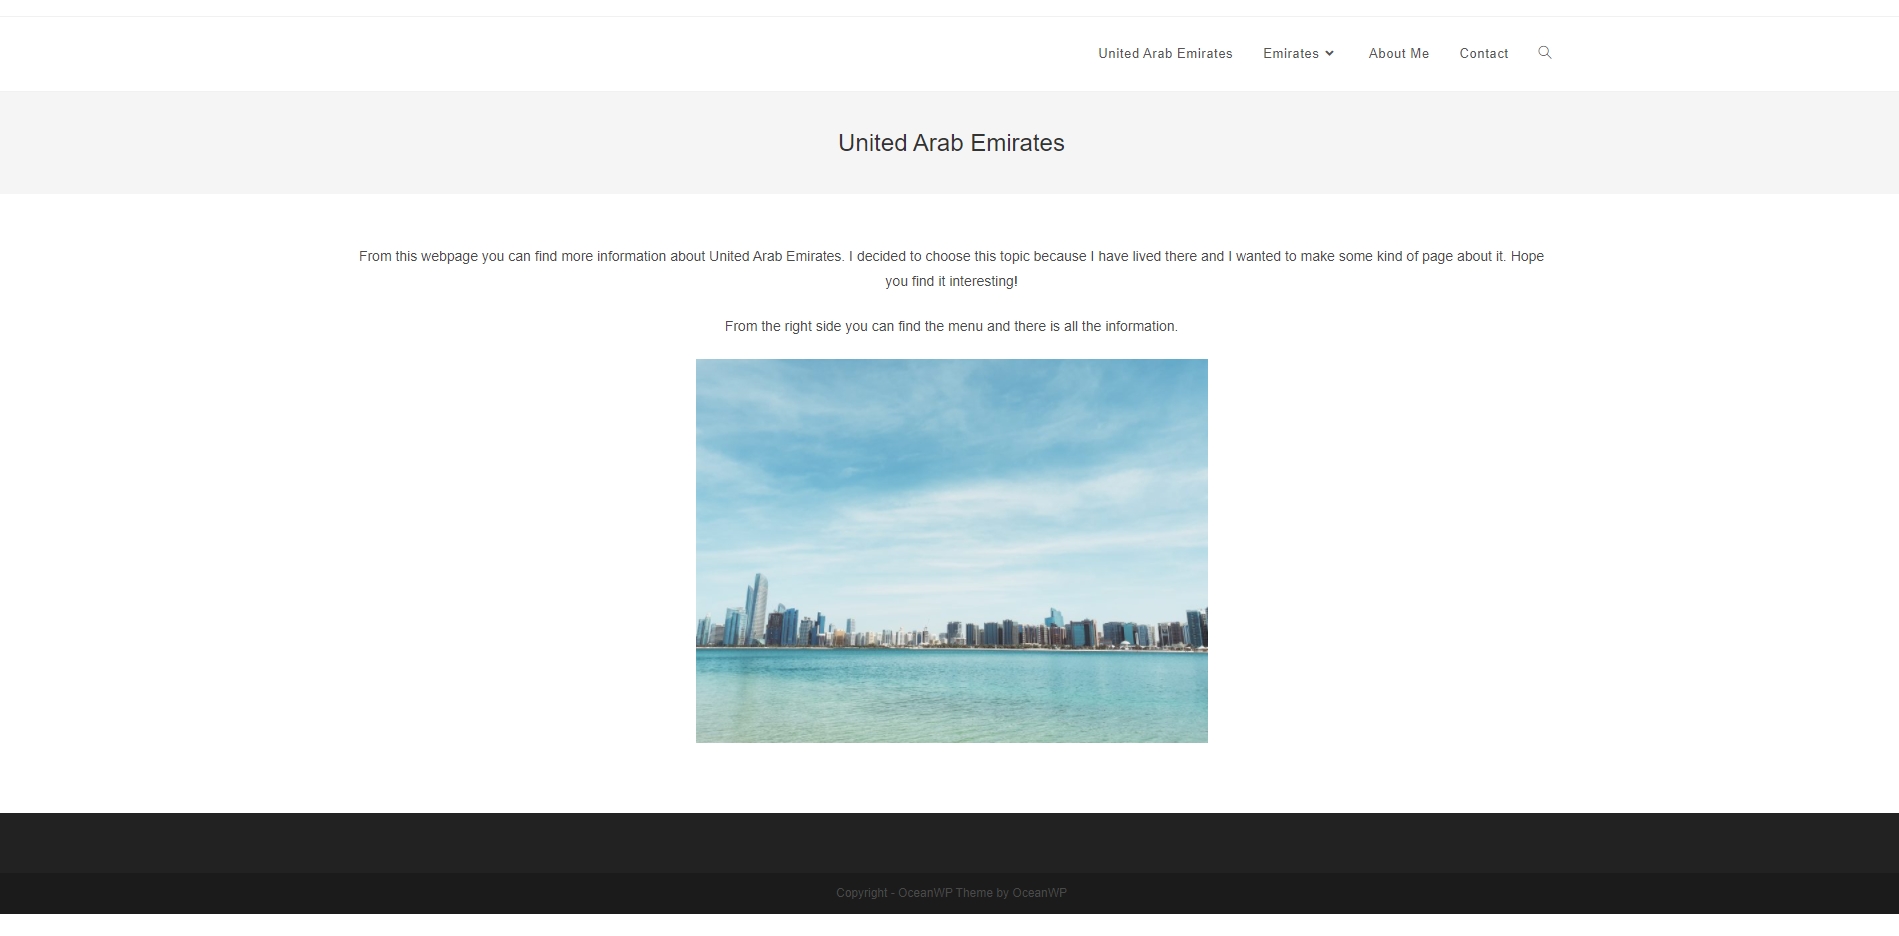 United Arab Emirates Emirates About Me Contact
United Arab Emirates
From this webpage you can find more information about United Arab Emirates. I decided to choose this topic because I have lived there and I wanted to make some kind of page about it. Hope
you find it interesting!
From the right side you can find the menu and there is all the information.
Copyright - OceanWP Theme by OceanWP